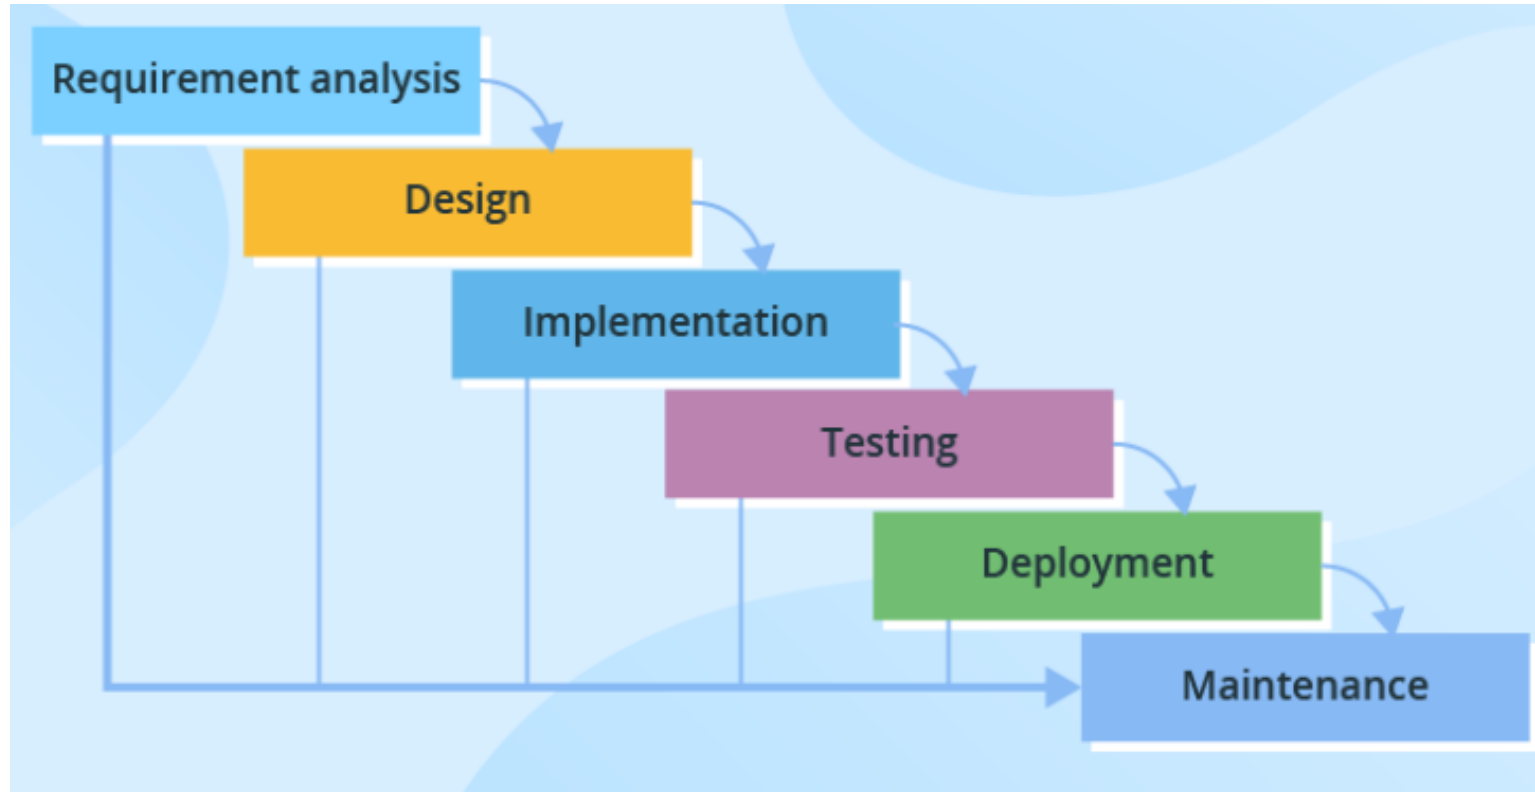 Requirement analysis
Design
Implementation
Testing
Deployment
Maintenance